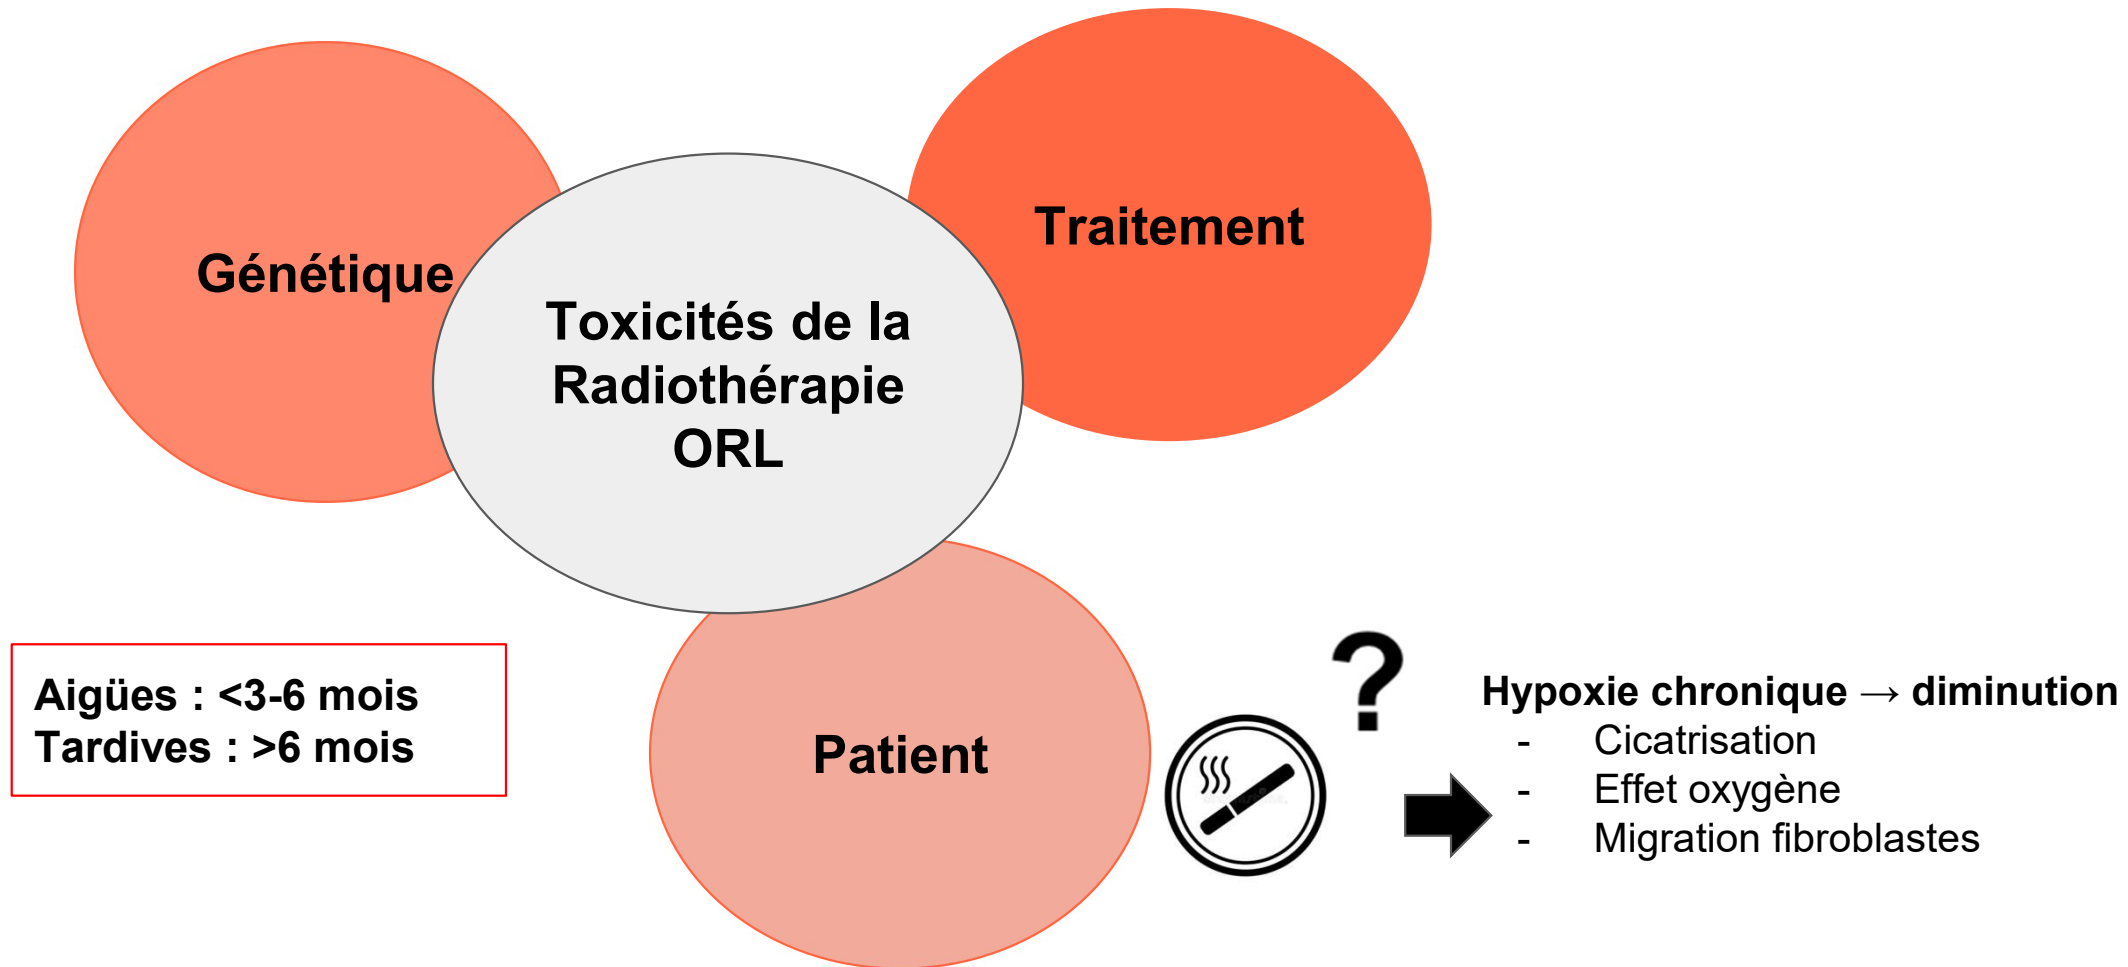 Génétique
Traitement
Toxicités de la
Radiothérapie
ORL
Patient
Aigües : <3-6 mois
Tardives : >6 mois
?
Hypoxie chronique → diminution
- Cicatrisation
- Effet oxygène
- Migration fibroblastes